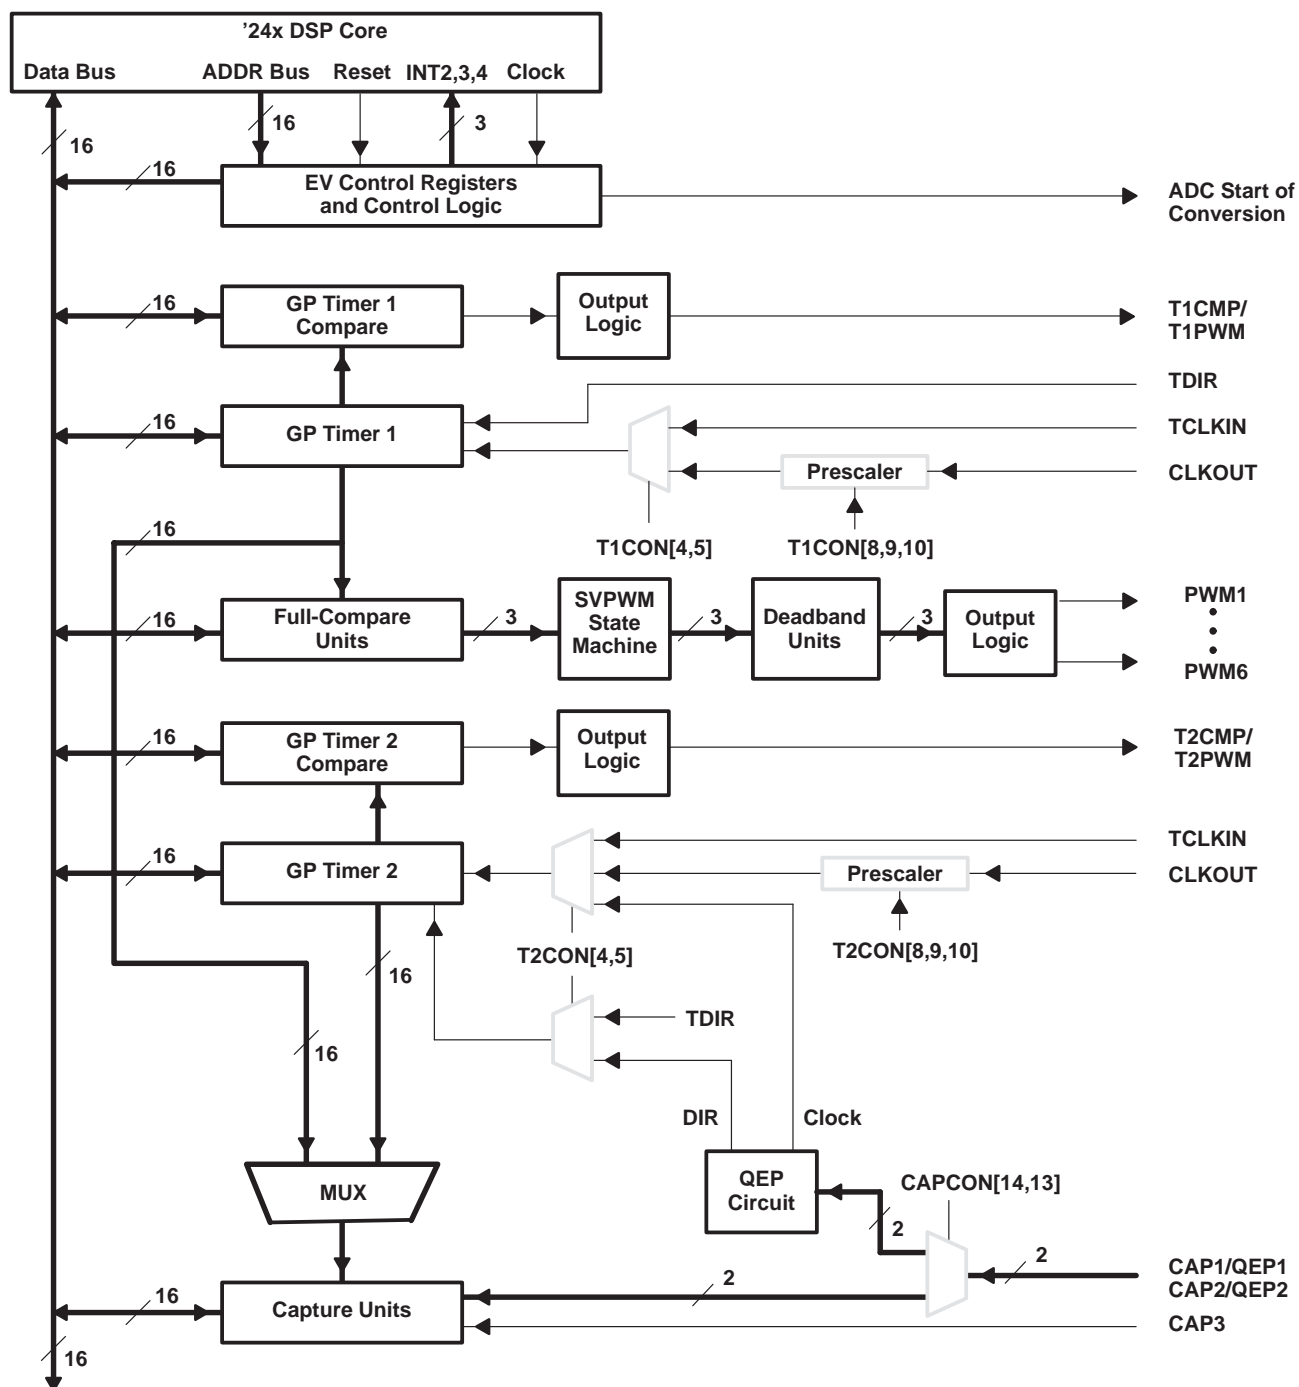 '24x DSP Core
Data Bus
ADDR Bus
Reset
INT2,3,4
Clock
16
16
3
16
EV Control Registers
and Control Logic
ADC Start of
Conversion
16
GP Timer 1
Compare
Output
Logic
T1CMP/
T1PWM
TDIR
16
GP Timer 1
TCLKIN
Prescaler
CLKOUT
T1CON[4,5]
T1CON[8,9,10]
16
16
Full-Compare
Units
3
SVPWM
State
Machine
3
Deadband
Units
3
Output
Logic
PWM1
PWM6
16
GP Timer 2
Compare
Output
Logic
T2CMP/
T2PWM
TCLKIN
16
GP Timer 2
Prescaler
CLKOUT
T2CON[4,5]
T2CON[8,9,10]
16
TDIR
16
DIR
Clock
MUX
QEP
Circuit
CAPCON[14,13]
2
2
CAP1/QEP1
CAP2/QEP2
16
Capture Units
2
CAP3
16